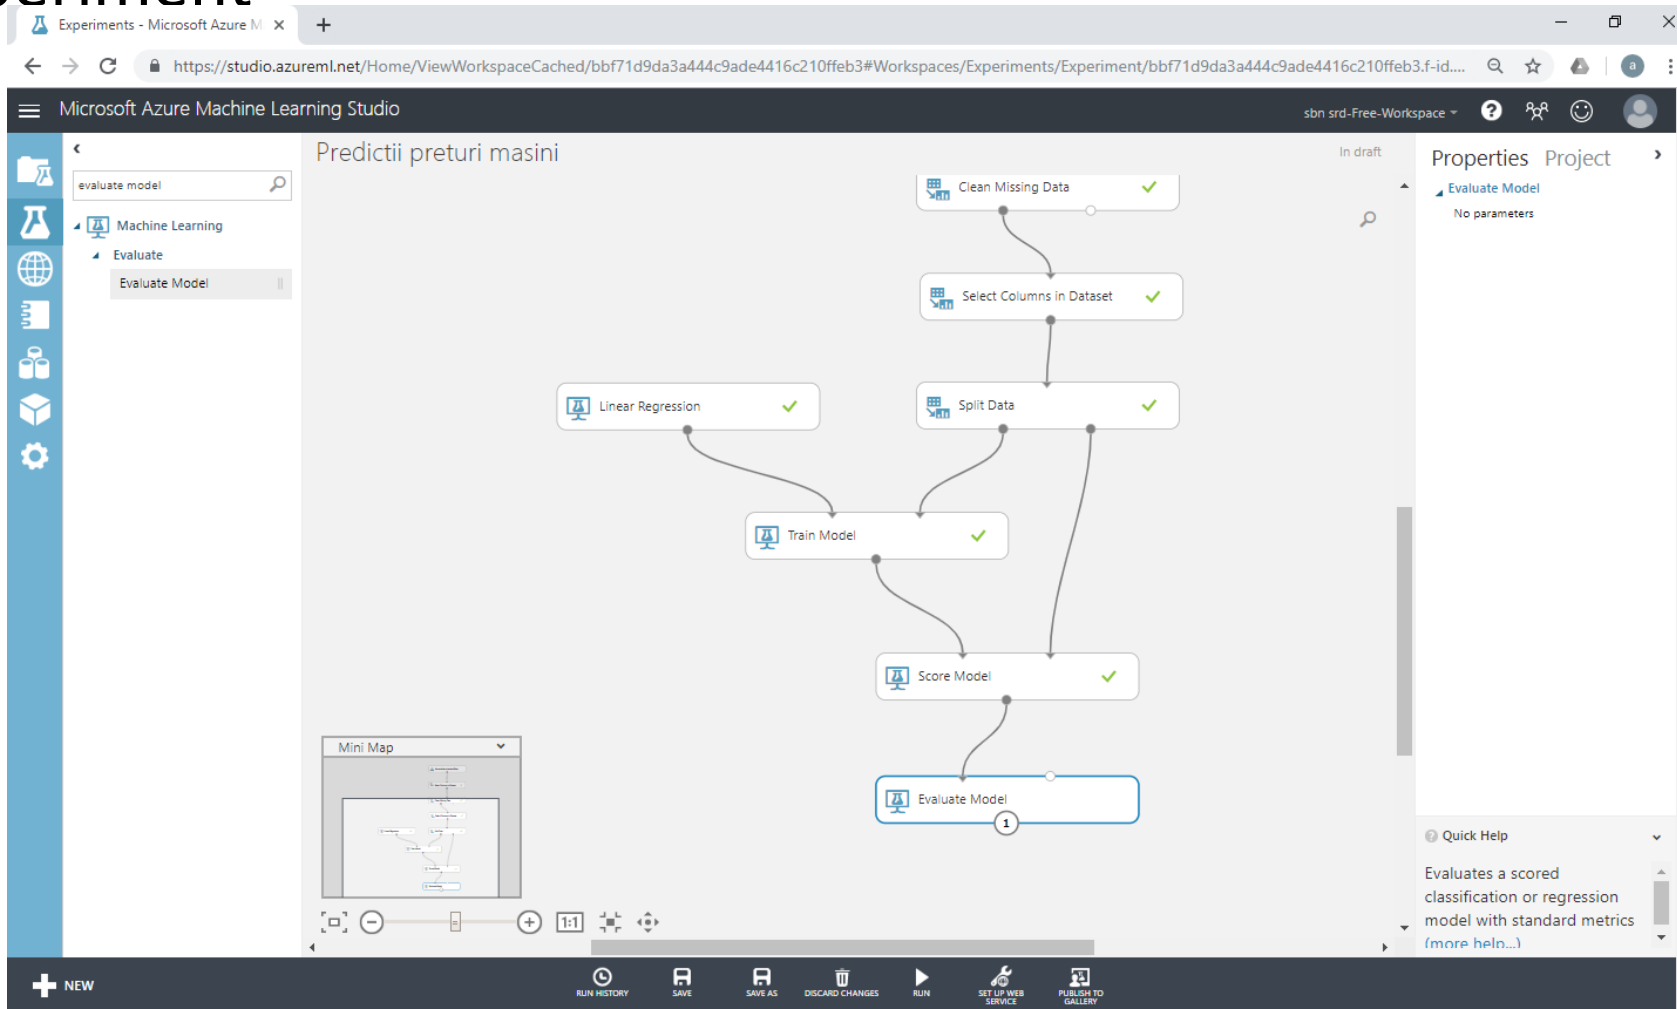 periment
Experiments - Microsoft Azure M
https://studio.azureml.net/Home/ViewWorkspaceCached/bbf71d9da3a444c9ade4416c210ffeb3#Workspaces/Experiments/Experiment/bbf71d9da3a444c9ade4416c210ffeb3.f-id....
a
Microsoft Azure Machine Learning Studio
sbn srd-Free-Workspace
?
evaluate model
Machine Learning
Evaluate
Evaluate Model
Predictii preturi masini
In draft
Clean Missing Data
Select Columns in Dataset
Linear Regression
Split Data
Train Model
Score Model
Evaluate Model
1
Mini Map
1:1
Properties Project
Evaluate Model
No parameters
Quick Help
Evaluates a scored
classification or regression
model with standard metrics
(more help...)
NEW
RUN HISTORY
SAVE
SAVE AS
DISCARD CHANGES
RUN
SET UP WEB
SERVICE
PUBLISH TO
GALLERY